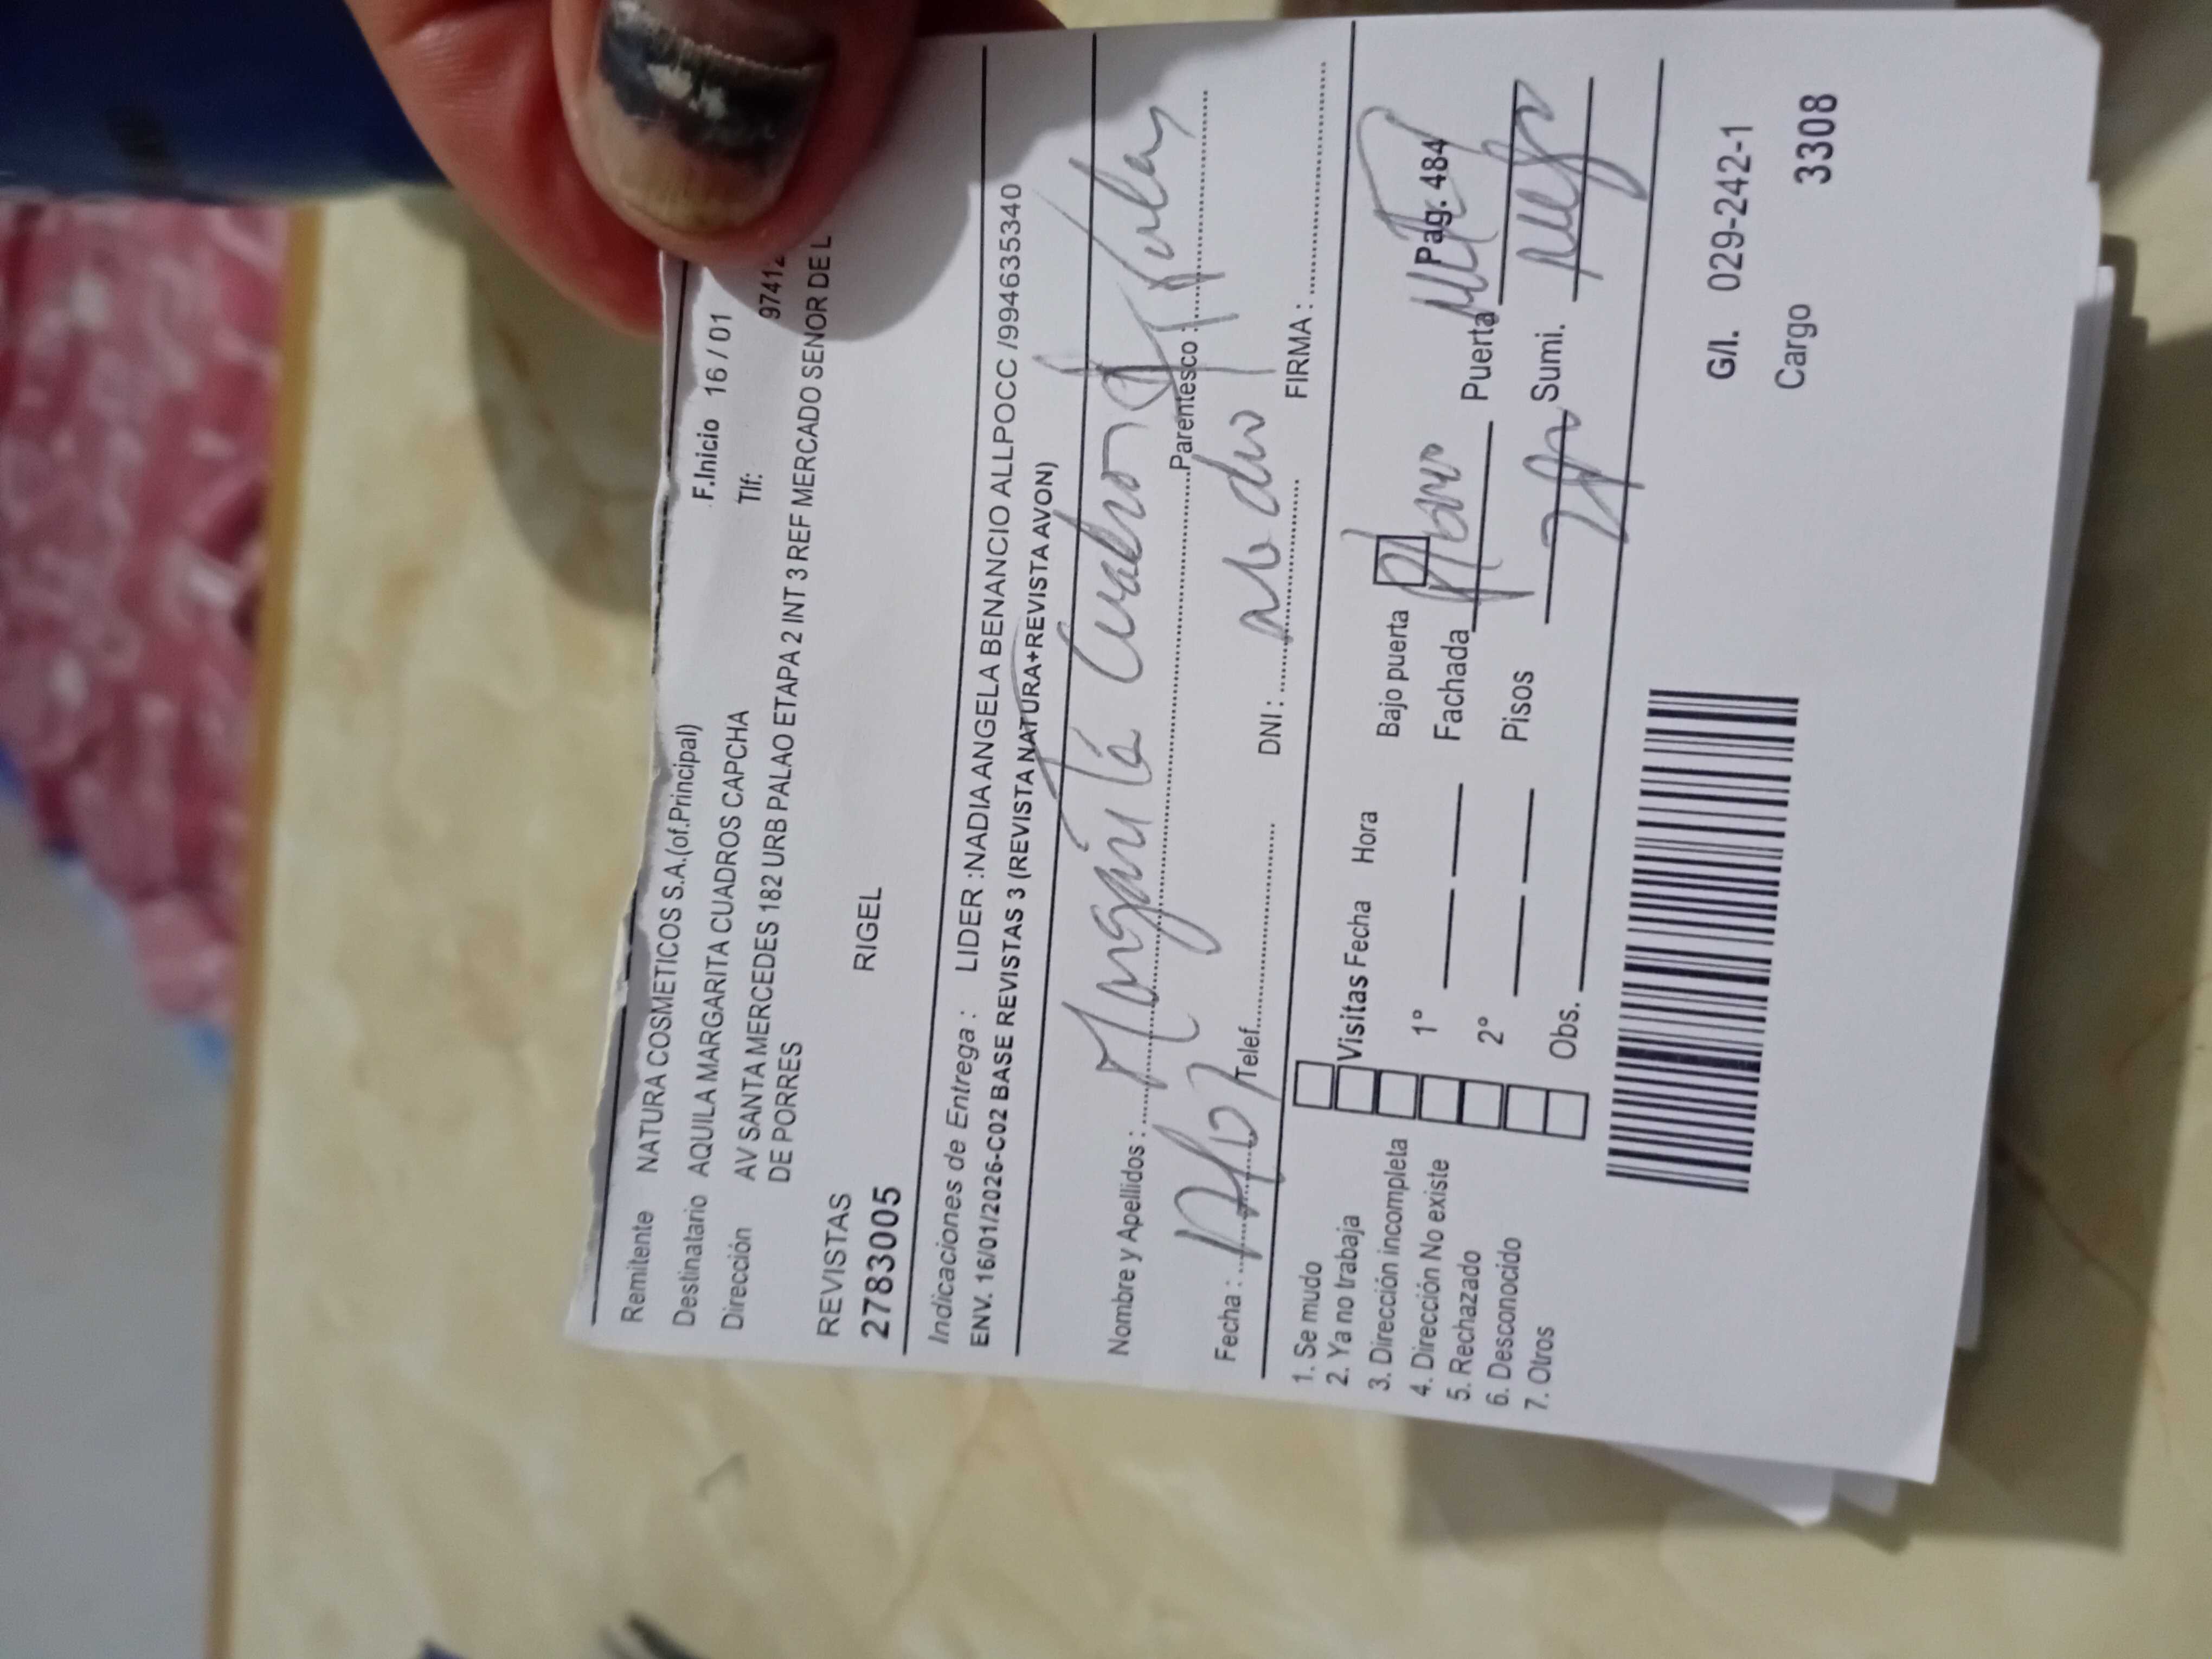 Remitente NATURA COSMETICOS S.A.(of.Principal)
F.Inicio 16 / 01
Destinatario AQUILA MARGARITA CUADROS CAPCHA
Tlf: 97412
Dirección AV SANTA MERCEDES 182 URB PALAO ETAPA 2 INT 3 REF MERCADO SENOR DE L
DE PORRES
REVISTAS
RIGEL
2783005
Indicaciones de Entrega : LIDER :NADIA ANGELA BENANCIO ALLPOCC /994635340
ENV. 16/01/2026-C02 BASE REVISTAS 3 (REVISTA NATURA+REVISTA AVON)
Nombre y Apellidos : Margarita Cuadros
Parentesco :
Fecha : Telef. DNI : No dio FIRMA :
1. Se mudo
2. Ya no trabaja
3. Dirección incompleta
4. Dirección No existe
5. Rechazado
6. Desconocido
7. Otros
Visitas Fecha Hora Bajo puerta
Pag. 484
1° Fachada Puerta
2° Pisos Sumi.
Obs.
G/I. 029-242-1
Cargo 3308